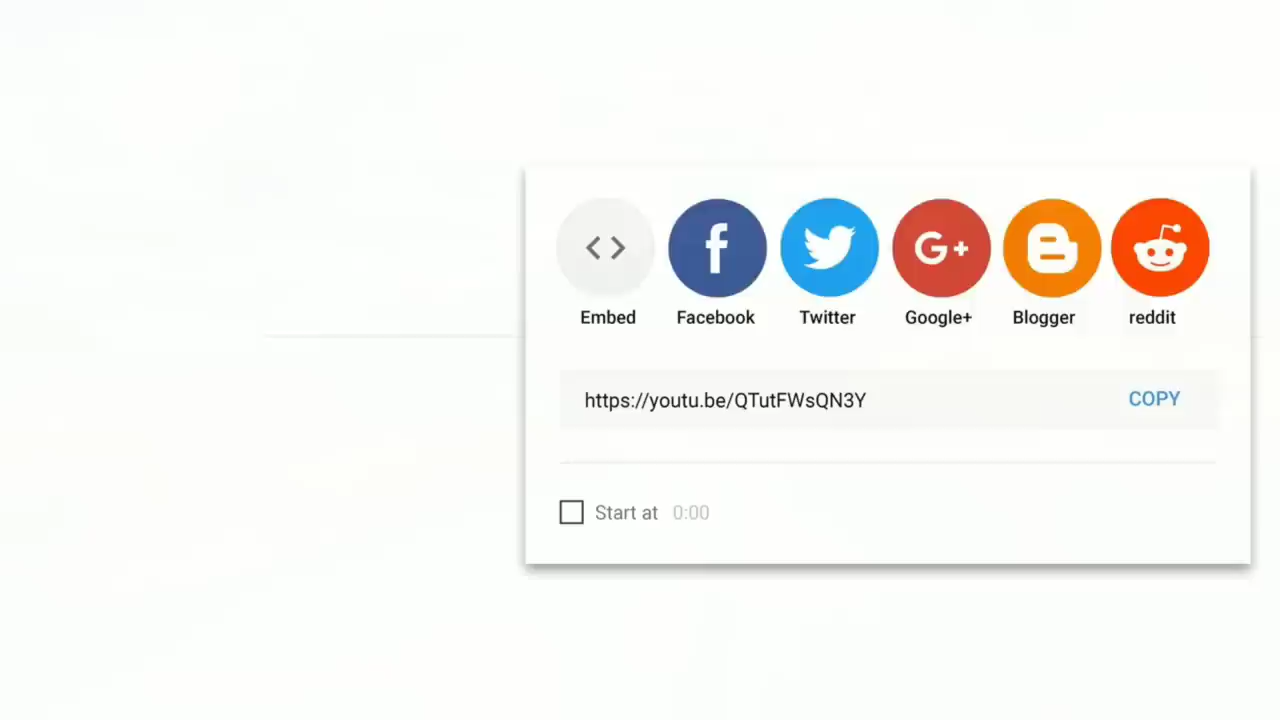 Embed Facebook Twitter Google+ Blogger reddit
https://youtu.be/QTutFWsQN3Y COPY
Start at 0:00